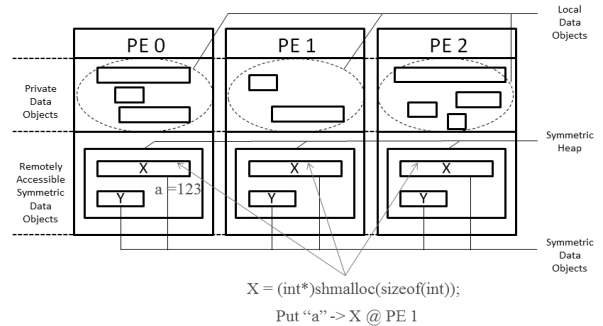 Local
Data
Objects
PE 0
PE 1
PE 2
Private
Data
Objects
Symmetric
Heap
Remotely
Accessible
Symmetric
Data
Objects
X
X
X
a =123
Y
Y
Y
Symmetric
Data
Objects
X = (int*)shmalloc(sizeof(int));
Put “a” -> X @ PE 1